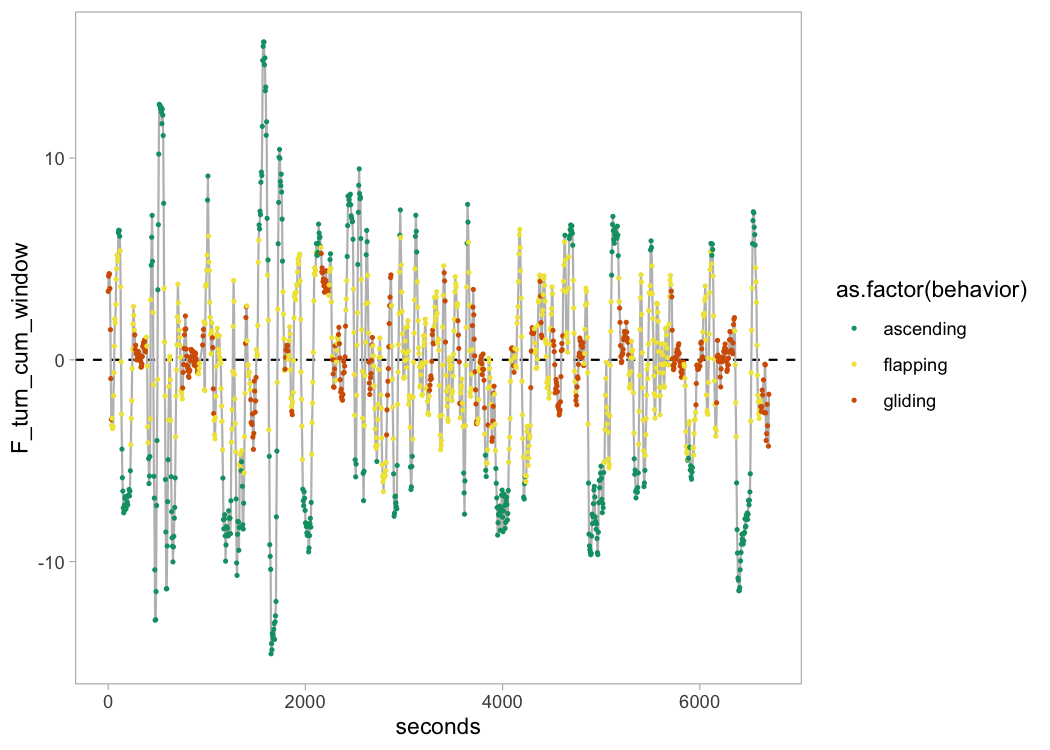 F_turn_cum_window
10
0
-10
0 2000 4000 6000
seconds
as.factor(behavior)
ascending
flapping
gliding